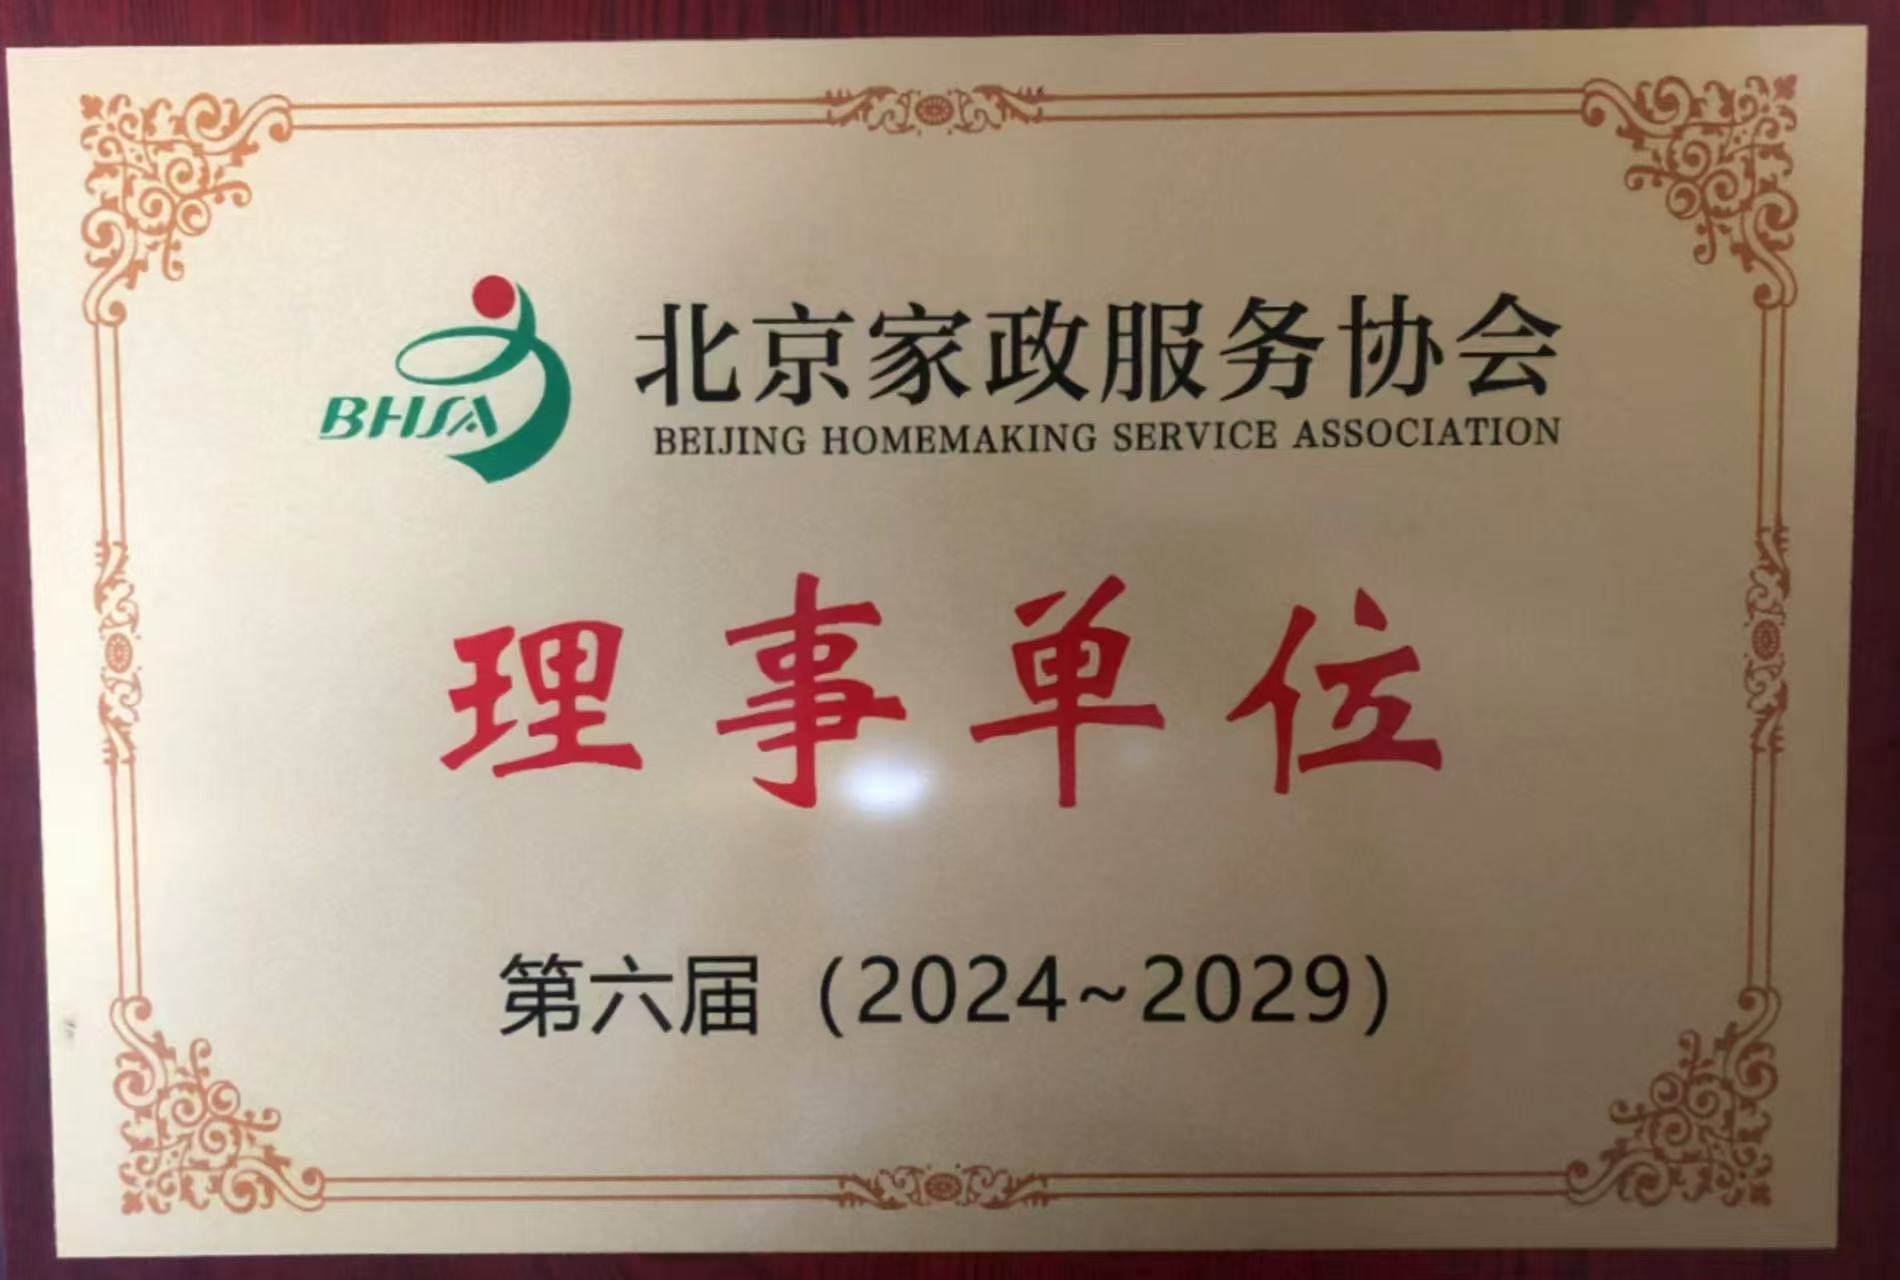 BHSA
北京家政服务协会
BEIJING HOMEMAKING SERVICE ASSOCIATION
理事单位
第六届（2024~2029）